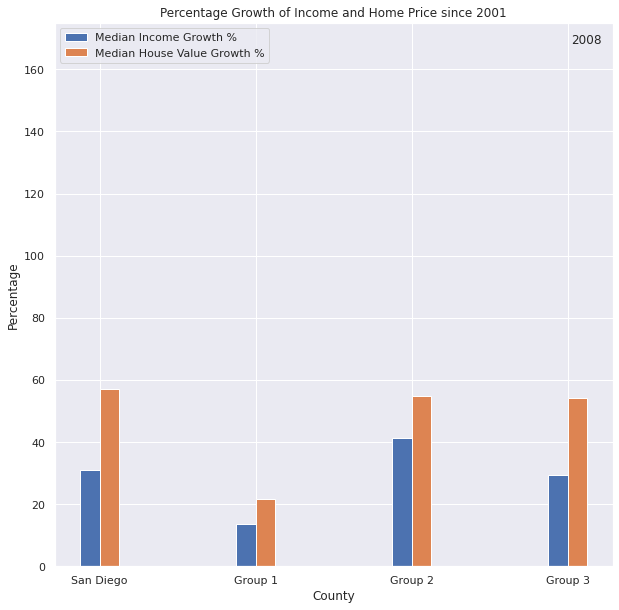 Percentage Growth of Income and Home Price since 2001
Median Income Growth %
Median House Value Growth %
2008
160
140
120
100
80
60
40
20
0
Percentage
San Diego Group 1 Group 2 Group 3
County